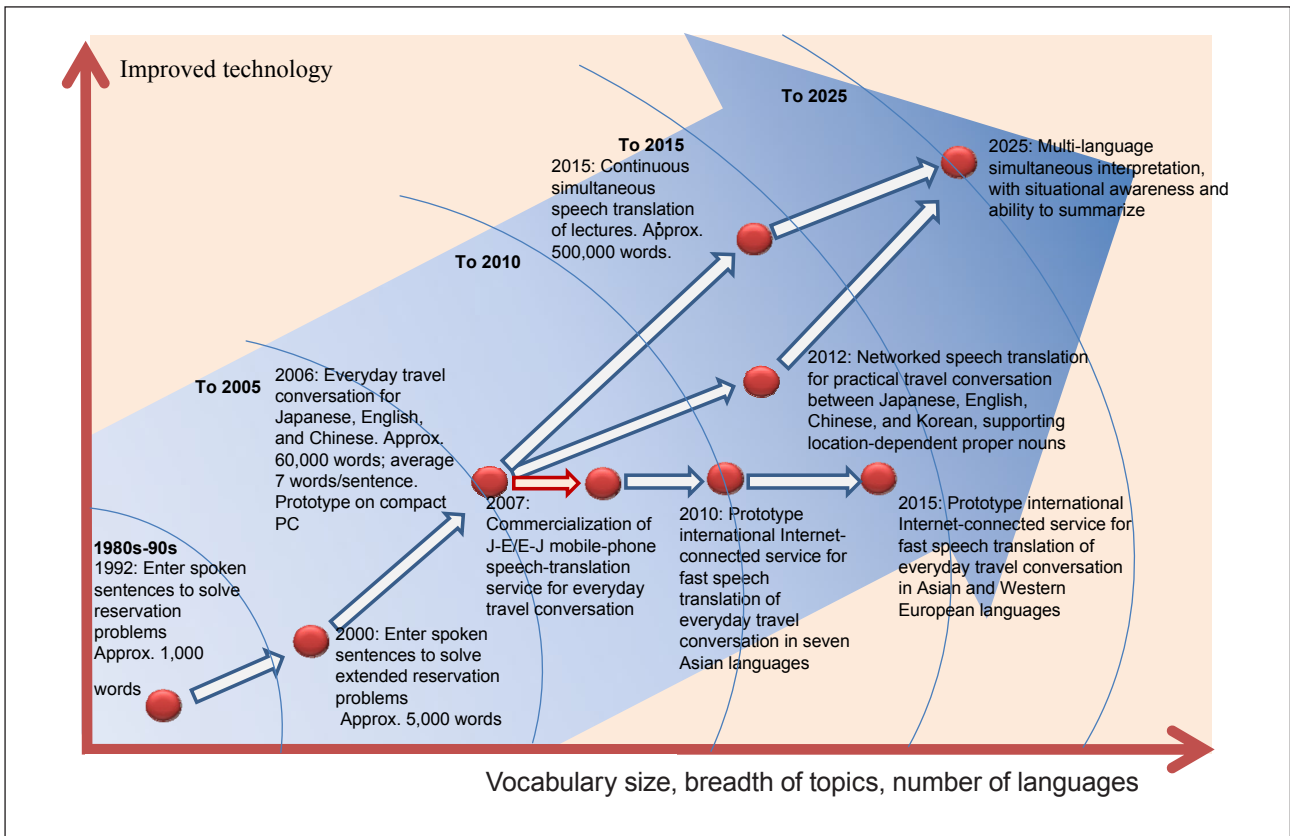 Improved technology
To 2025
To 2015
2015: Continuous
simultaneous
speech translation
of lectures. Approx.
500,000 words.
2025: Multi-language
simultaneous interpretation,
with situational awareness and
ability to summarize
To 2010
To 2005
2006: Everyday travel
conversation for
Japanese, English,
and Chinese. Approx.
60,000 words; average
7 words/sentence.
Prototype on compact
PC
2012: Networked speech translation
for practical travel conversation
between Japanese, English,
Chinese, and Korean, supporting
location-dependent proper nouns
2007:
Commercialization of
J-E/E-J mobile-phone
speech-translation
service for everyday
travel conversation
2010: Prototype
international Internet-
connected service for
fast speech
translation of
everyday travel
conversation in seven
Asian languages
2015: Prototype international
Internet-connected service for
fast speech translation of
everyday travel conversation
in Asian and Western
European languages
1980s-90s
1992: Enter spoken
sentences to solve
reservation
problems
Approx. 1,000
words
2000: Enter spoken
sentences to solve
extended reservation
problems
Approx. 5,000 words
Vocabulary size, breadth of topics, number of languages